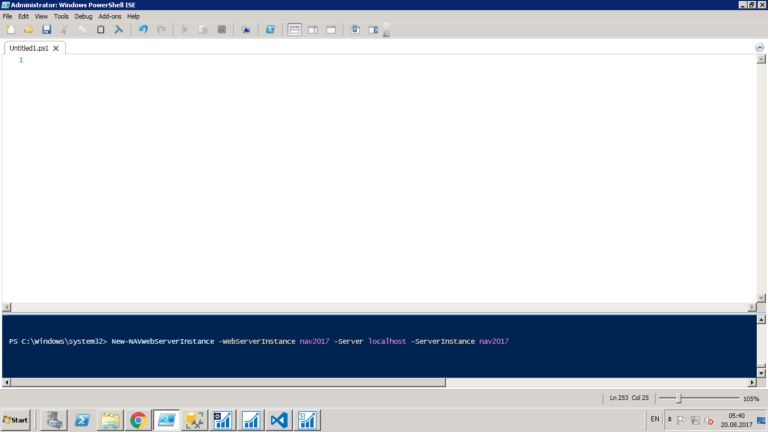 Administrator: Windows PowerShell ISE
File Edit View Tools Debug Add-ons Help
Untitled1.ps1
1
PS C:\Windows\system32> New-NAVWebServerInstance -WebServerInstance nav2017 -Server localhost -ServerInstance nav2017
Ln 253 Col 25 105%
Start EN 05:40
20.08.2017